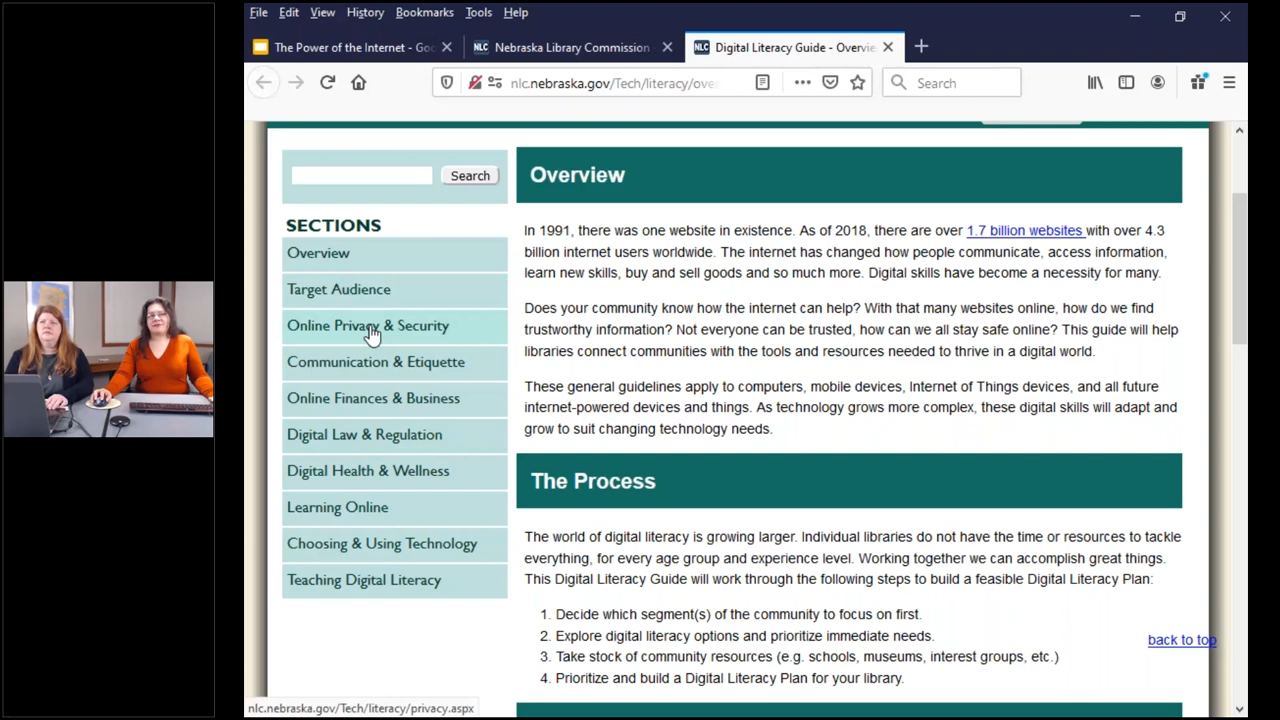 File Edit View History Bookmarks Tools Help
The Power of the Internet - Goo
NLC Nebraska Library Commission
NLC Digital Literacy Guide - Overvie
nlc.nebraska.gov/Tech/literacy/ove
Search
Search
SECTIONS
Overview
Target Audience
Online Privacy & Security
Communication & Etiquette
Online Finances & Business
Digital Law & Regulation
Digital Health & Wellness
Learning Online
Choosing & Using Technology
Teaching Digital Literacy
Overview
In 1991, there was one website in existence. As of 2018, there are over 1.7 billion websites with over 4.3
billion internet users worldwide. The internet has changed how people communicate, access information,
learn new skills, buy and sell goods and so much more. Digital skills have become a necessity for many.
Does your community know how the internet can help? With that many websites online, how do we find
trustworthy information? Not everyone can be trusted, how can we all stay safe online? This guide will help
libraries connect communities with the tools and resources needed to thrive in a digital world.
These general guidelines apply to computers, mobile devices, Internet of Things devices, and all future
internet-powered devices and things. As technology grows more complex, these digital skills will adapt and
grow to suit changing technology needs.
The Process
The world of digital literacy is growing larger. Individual libraries do not have the time or resources to tackle
everything, for every age group and experience level. Working together we can accomplish great things.
This Digital Literacy Guide will work through the following steps to build a feasible Digital Literacy Plan:
1. Decide which segment(s) of the community to focus on first.
2. Explore digital literacy options and prioritize immediate needs.
3. Take stock of community resources (e.g. schools, museums, interest groups, etc.)
4. Prioritize and build a Digital Literacy Plan for your library.
back to top
nlc.nebraska.gov/Tech/literacy/privacy.aspx